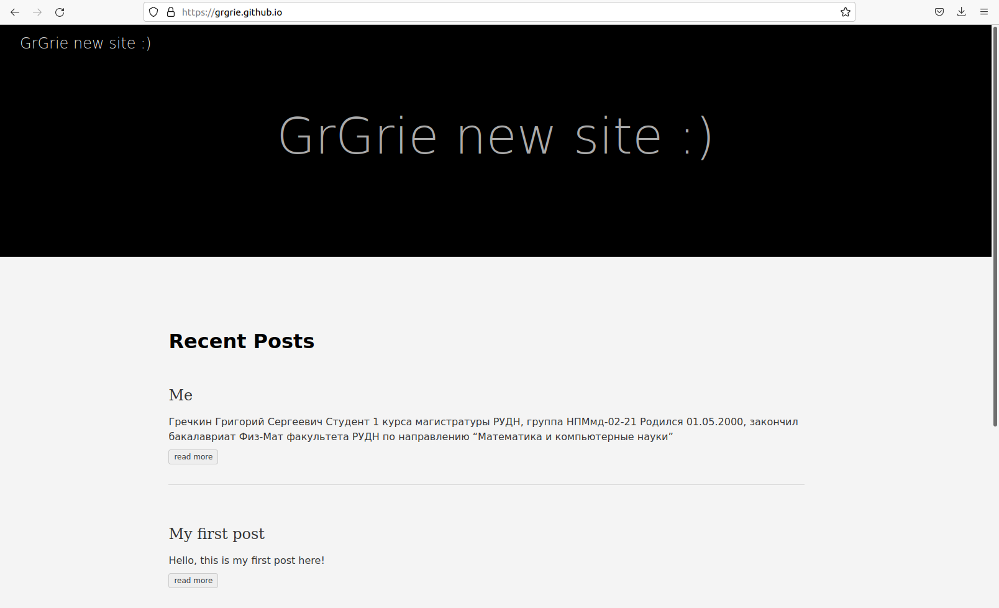 https://grgrie.github.io
GrGrie new site :)
GrGrie new site :)
Recent Posts
Me
Гречкин Григорий Сергеевич Студент 1 курса магистратуры РУДН, группа НПМмд-02-21 Родился 01.05.2000, закончил
бакалавриат Физ-Мат факультета РУДН по направлению “Математика и компьютерные науки”
read more
My first post
Hello, this is my first post here!
read more